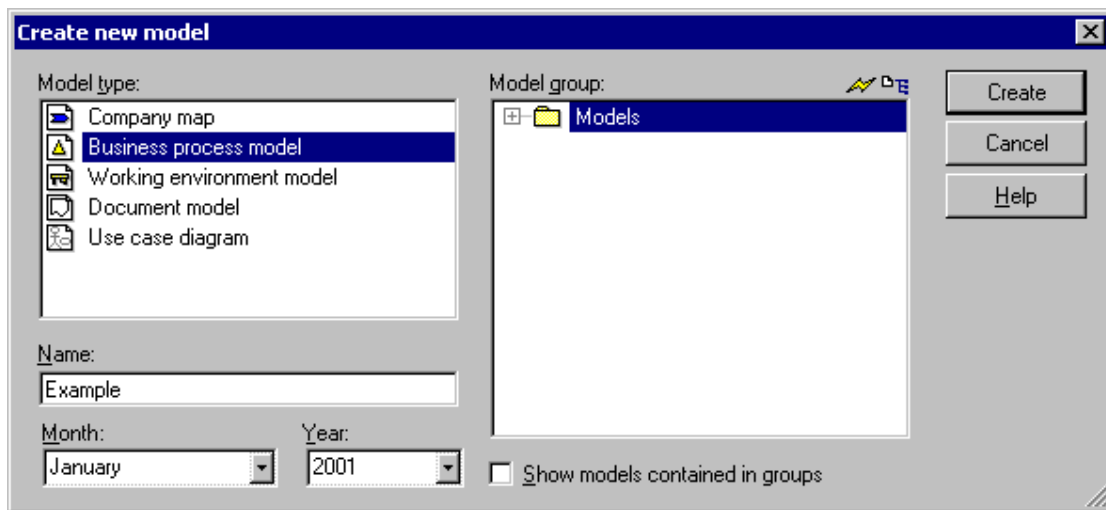 Create new model
Model type:
Company map
Business process model
Working environment model
Document model
Use case diagram
Name:
Example
Month:
Year:
January
2001
Model group:
Models
Show models contained in groups
Create
Cancel
Help